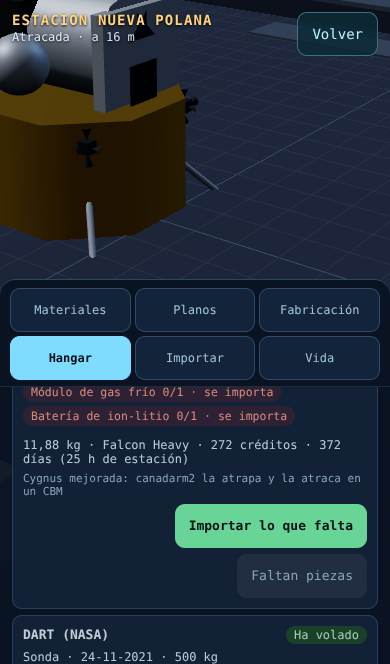 ESTACIÓN NUEVA POLANA
Atracada · a 16 m
Volver
Materiales
Planos
Fabricación
Hangar
Importar
Vida
Módulo de gas frío 0/1 · se importa
Batería de ion-litio 0/1 · se importa
11,88 kg · Falcon Heavy · 272 créditos · 372
días (25 h de estación)
Cygnus mejorada: canadarm2 la atrapa y la atraca en
un CBM
Importar lo que falta
Faltan piezas
DART (NASA)
Ha volado
Sonda · 24-11-2021 · 500 kg